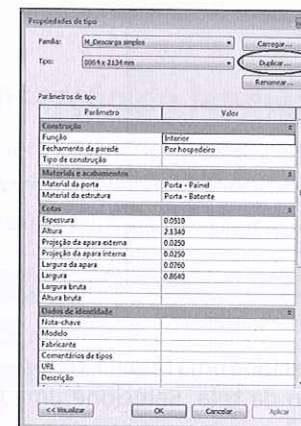 Propriedades de tipo
Família: M_Descarga simples Carregar...
Tipo: 0864 x 2134 mm Duplicar...
Renomear...
Parâmetros de tipo
Parâmetro Valor
Construção
Função Interior
Fechamento da parede Por hospedeiro
Tipo de construção
Materiais e acabamentos
Material da porta Porta - Painel
Material da estrutura Porta - Batente
Cotas
Espessura 0.0510
Altura 2.1340
Projeção da apara externa 0.0250
Projeção da apara interna 0.0250
Largura da apara 0.0760
Largura 0.8640
Largura bruta
Altura bruta
Dados de identidade
Nota-chave
Modelo
Fabricante
Comentários de tipos
URL
Descrição
<< Visualizar OK Cancelar Aplicar